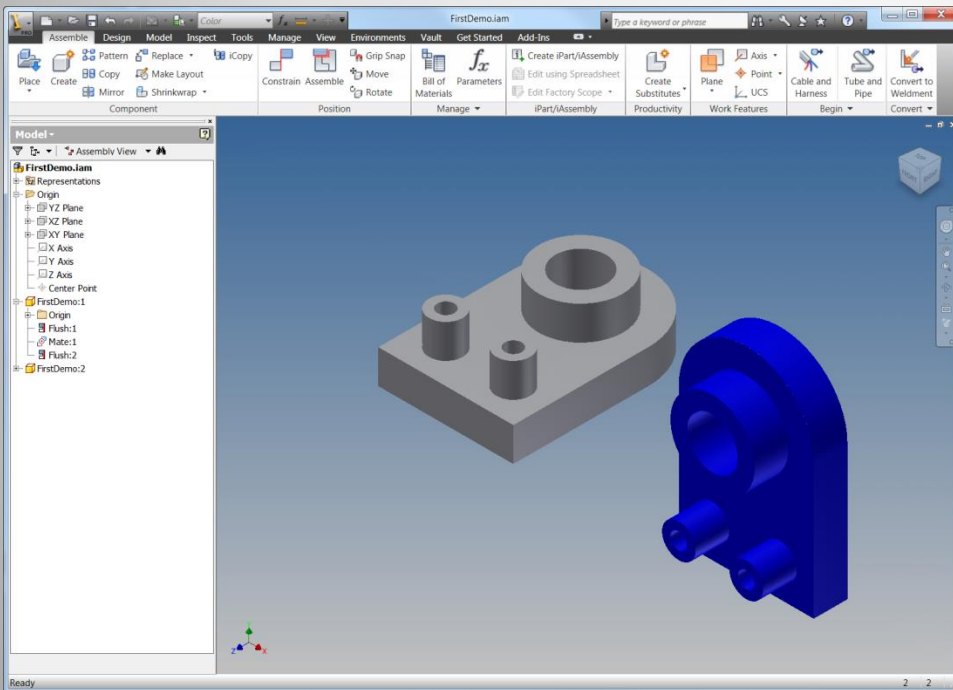 PRO
Color
FirstDemo.iam
Type a keyword or phrase
Assemble Design Model Inspect Tools Manage View Environments Vault Get Started Add-Ins
Place
Create
Pattern
Copy
Mirror
Replace
Make Layout
Shrinkwrap
iCopy
Component
Constrain
Assemble
Grip Snap
Move
Rotate
Position
Bill of
Materials
fx
Parameters
Manage
Create iPart/iAssembly
Edit using Spreadsheet
Edit Factory Scope
iPart/iAssembly
Create
Substitutes
Productivity
Plane
Axis
Point
UCS
Work Features
Cable and
Harness
Tube and
Pipe
Begin
Convert to
Weldment
Convert
Model
Assembly View
FirstDemo.iam
Representations
Origin
YZ Plane
XZ Plane
XY Plane
X Axis
Y Axis
Z Axis
Center Point
FirstDemo:1
Origin
Flush:1
Mate:1
Flush:2
FirstDemo:2
Z
X
Ready
2 2